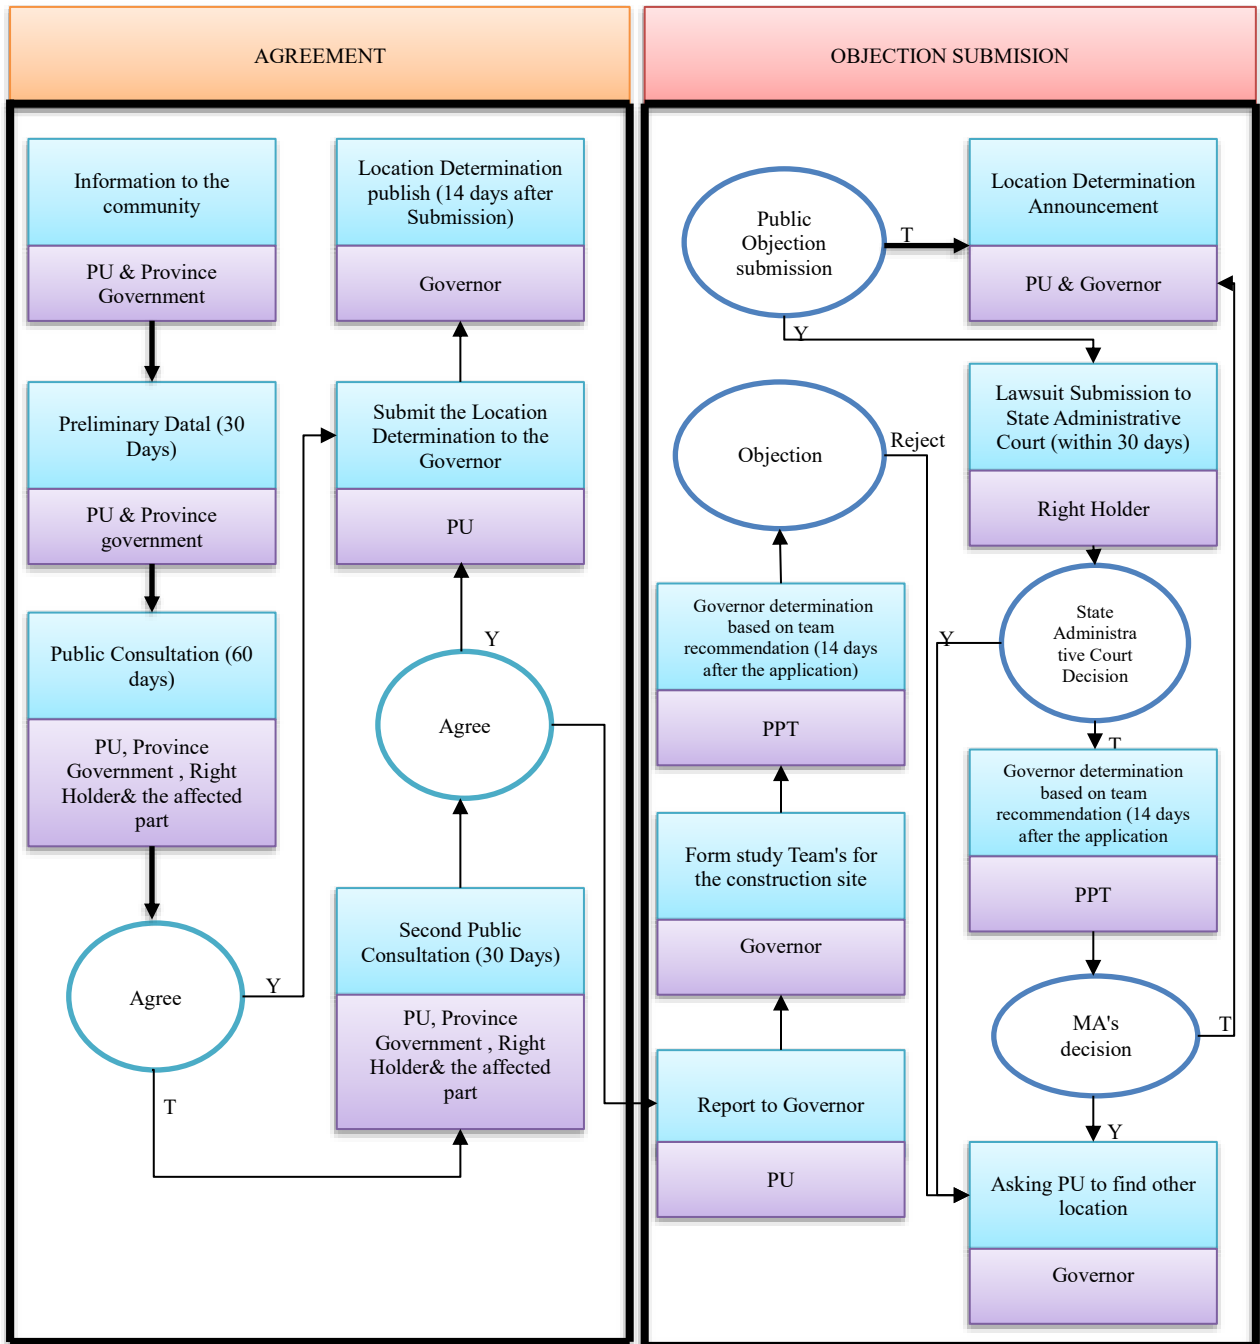 AGREEMENT
Information to the
community
PU & Province
Government
Preliminary Datal (30
Days)
PU & Province
government
Public Consultation (60
days)
PU, Province
Government , Right
Holder& the affected
part
Agree
Y
T
Location Determination
publish (14 days after
Submission)
Governor
Submit the Location
Determination to the
Governor
PU
Y
Agree
Second Public
Consultation (30 Days)
PU, Province
Government , Right
Holder& the affected
part
OBJECTION SUBMISION
Public
Objection
submission
T
Y
Objection
Reject
Governor determination
based on team
recommendation (14 days
after the application)
PPT
Form study Team's for
the construction site
Governor
Report to Governor
PU
Location Determination
Announcement
PU & Governor
Lawsuit Submission to
State Administrative
Court (within 30 days)
Right Holder
State
Administra
tive Court
Decision
Y
T
Governor determination
based on team
recommendation (14 days
after the application
PPT
MA's
decision
T
Y
Asking PU to find other
location
Governor